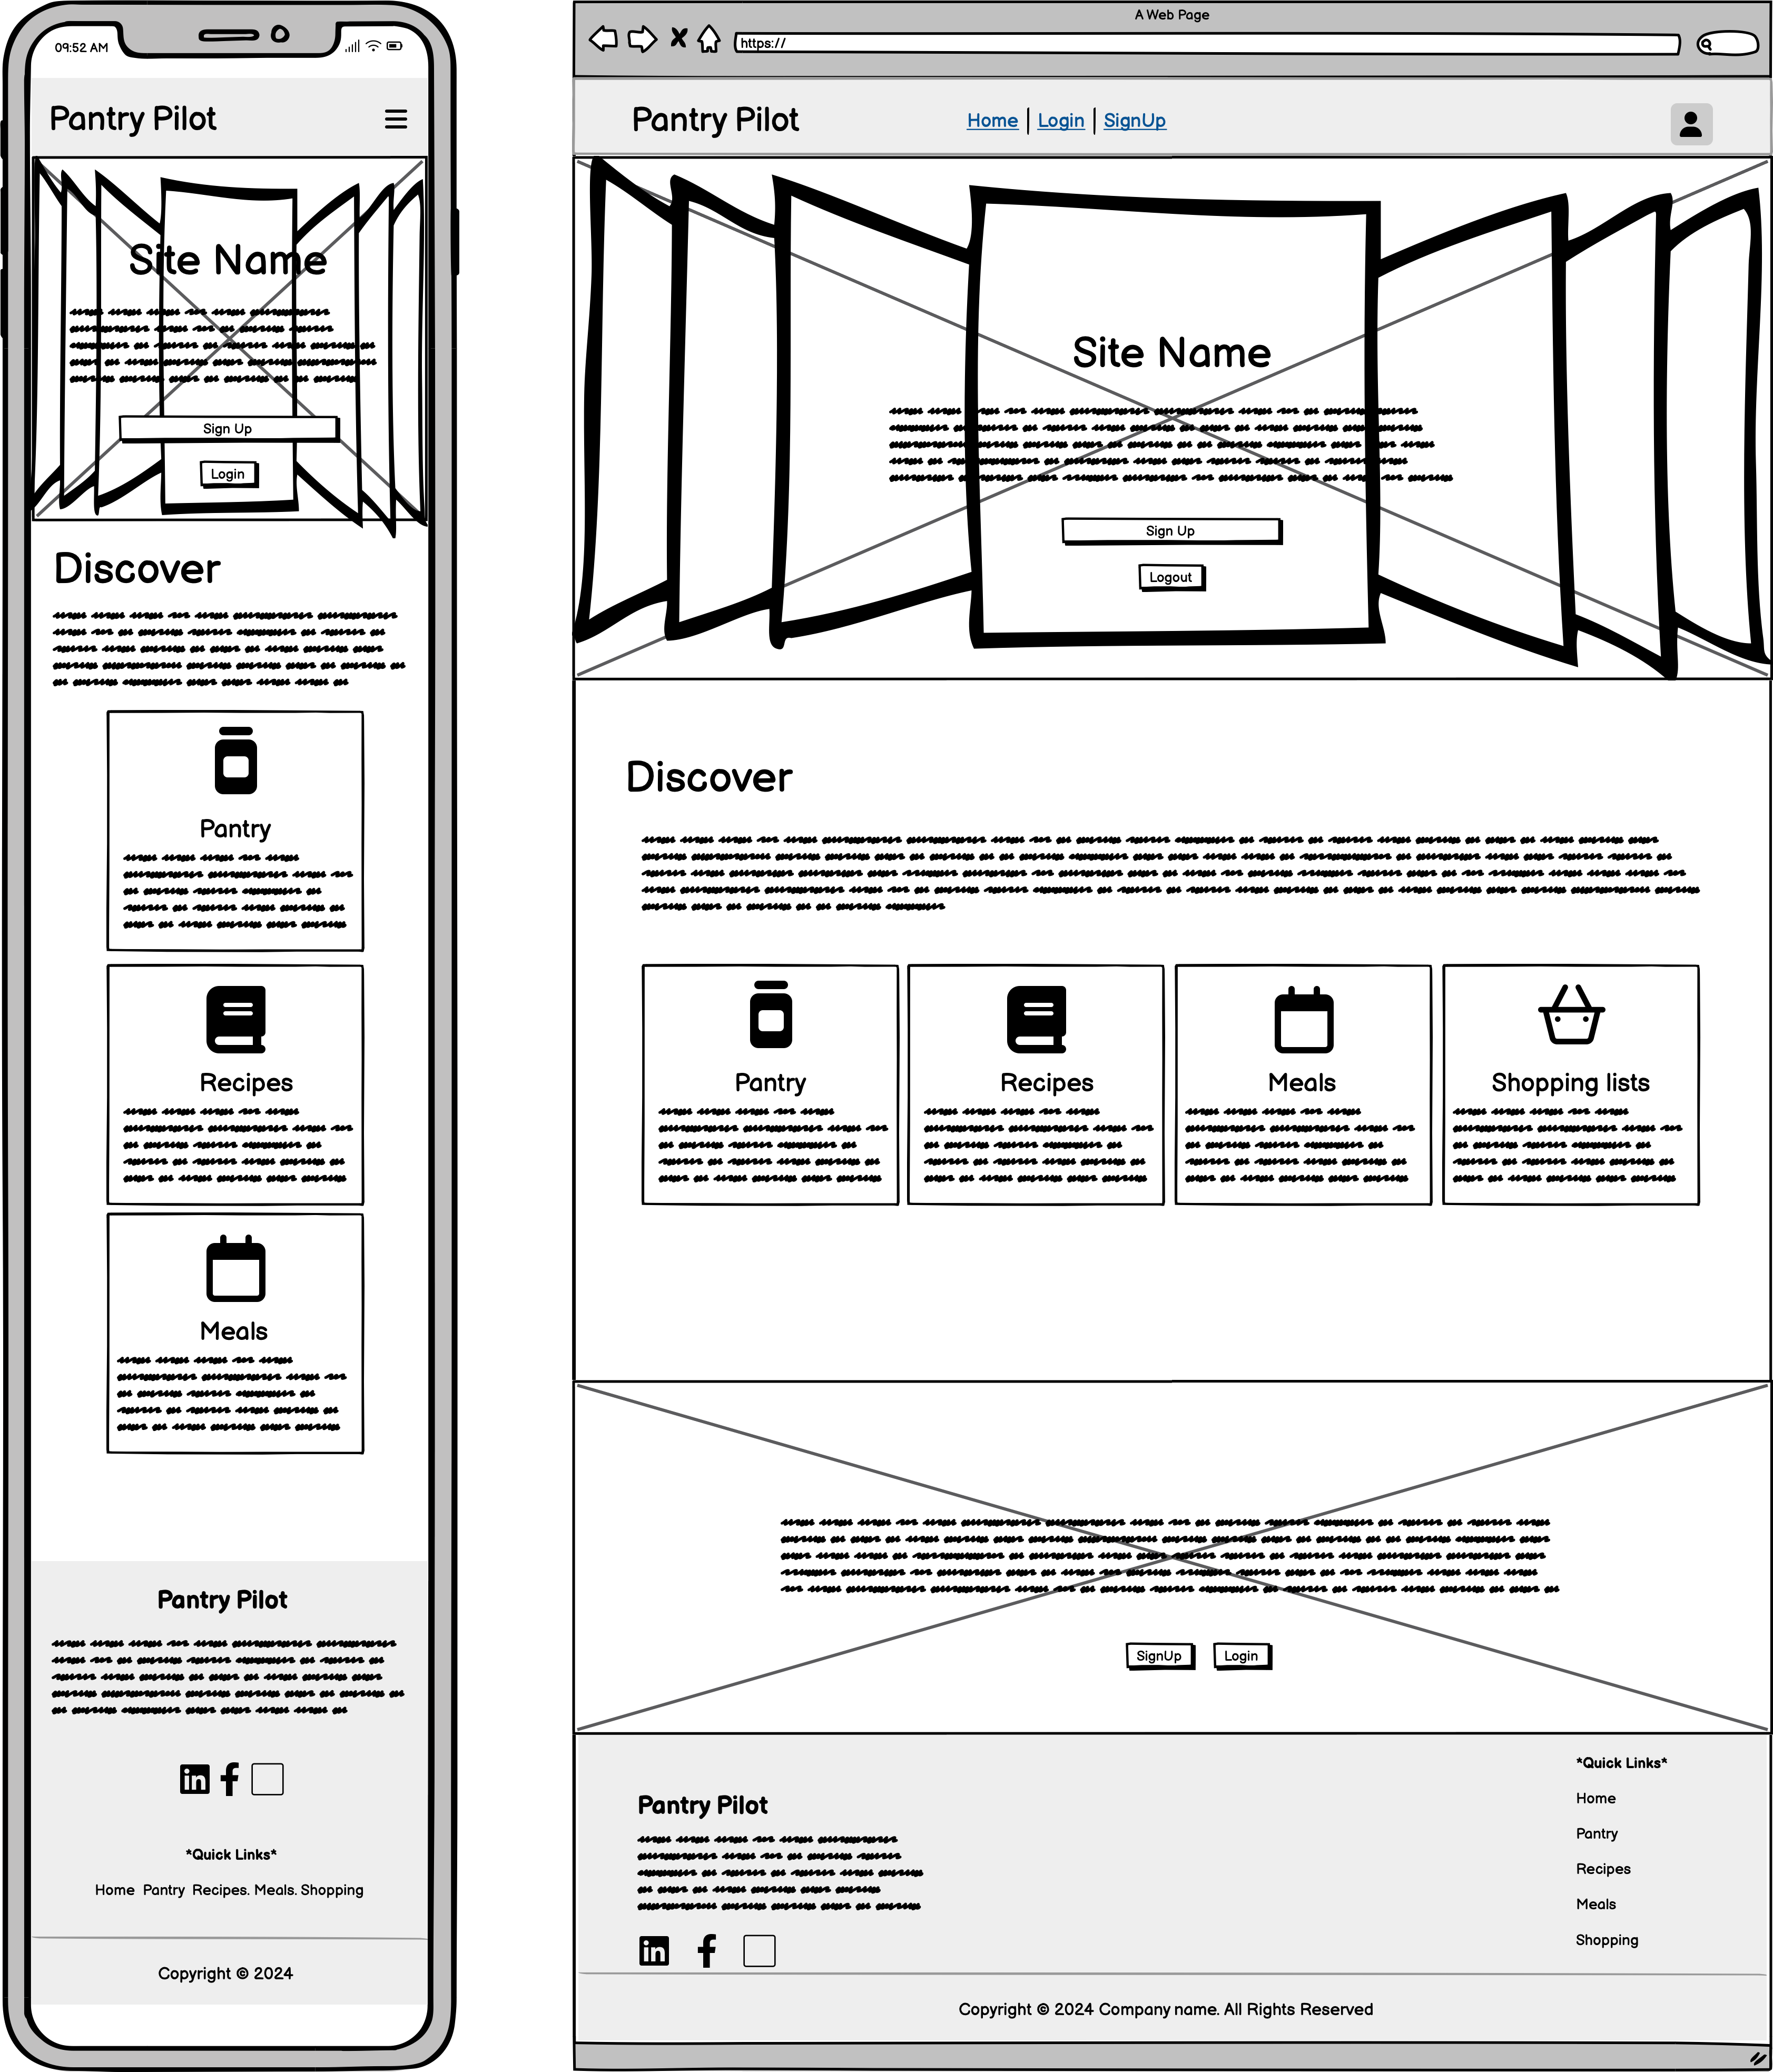 09:52 AM
Pantry Pilot
Site Name
Sign Up
Login
Discover
Pantry
Recipes
Meals
Pantry Pilot
in f
*Quick Links*
Home Pantry Recipes. Meals. Shopping
Copyright © 2024
A Web Page
https://
Pantry Pilot
Home | Login | SignUp
Site Name
Sign Up
Logout
Discover
Pantry
Recipes
Meals
Shopping lists
SignUp
Login
*Quick Links*
Home
Pantry
Recipes
Meals
Shopping
Pantry Pilot
in f
Copyright © 2024 Company name. All Rights Reserved